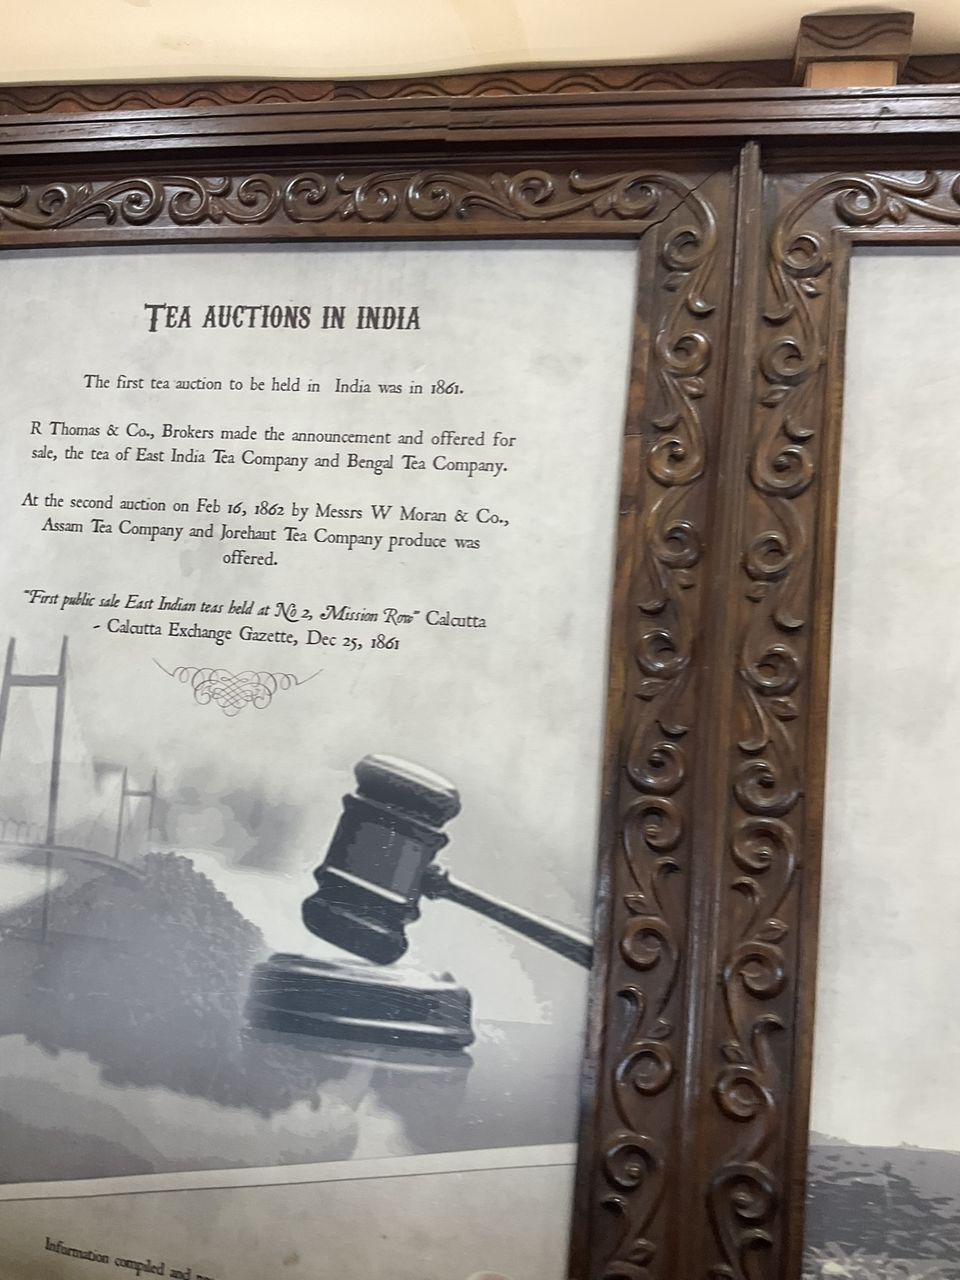 TEA AUCTIONS IN INDIA
The first tea auction to be held in India was in 1861.
R Thomas & Co., Brokers made the announcement and offered for
sale, the tea of East India Tea Company and Bengal Tea Company.
At the second auction on Feb 16, 1862 by Messrs W Moran & Co.,
Assam Tea Company and Jorehaut Tea Company produce was
offered.
"First public sale East Indian teas held at No 2, Mission Row" Calcutta
- Calcutta Exchange Gazette, Dec 25, 1861
Information compiled and